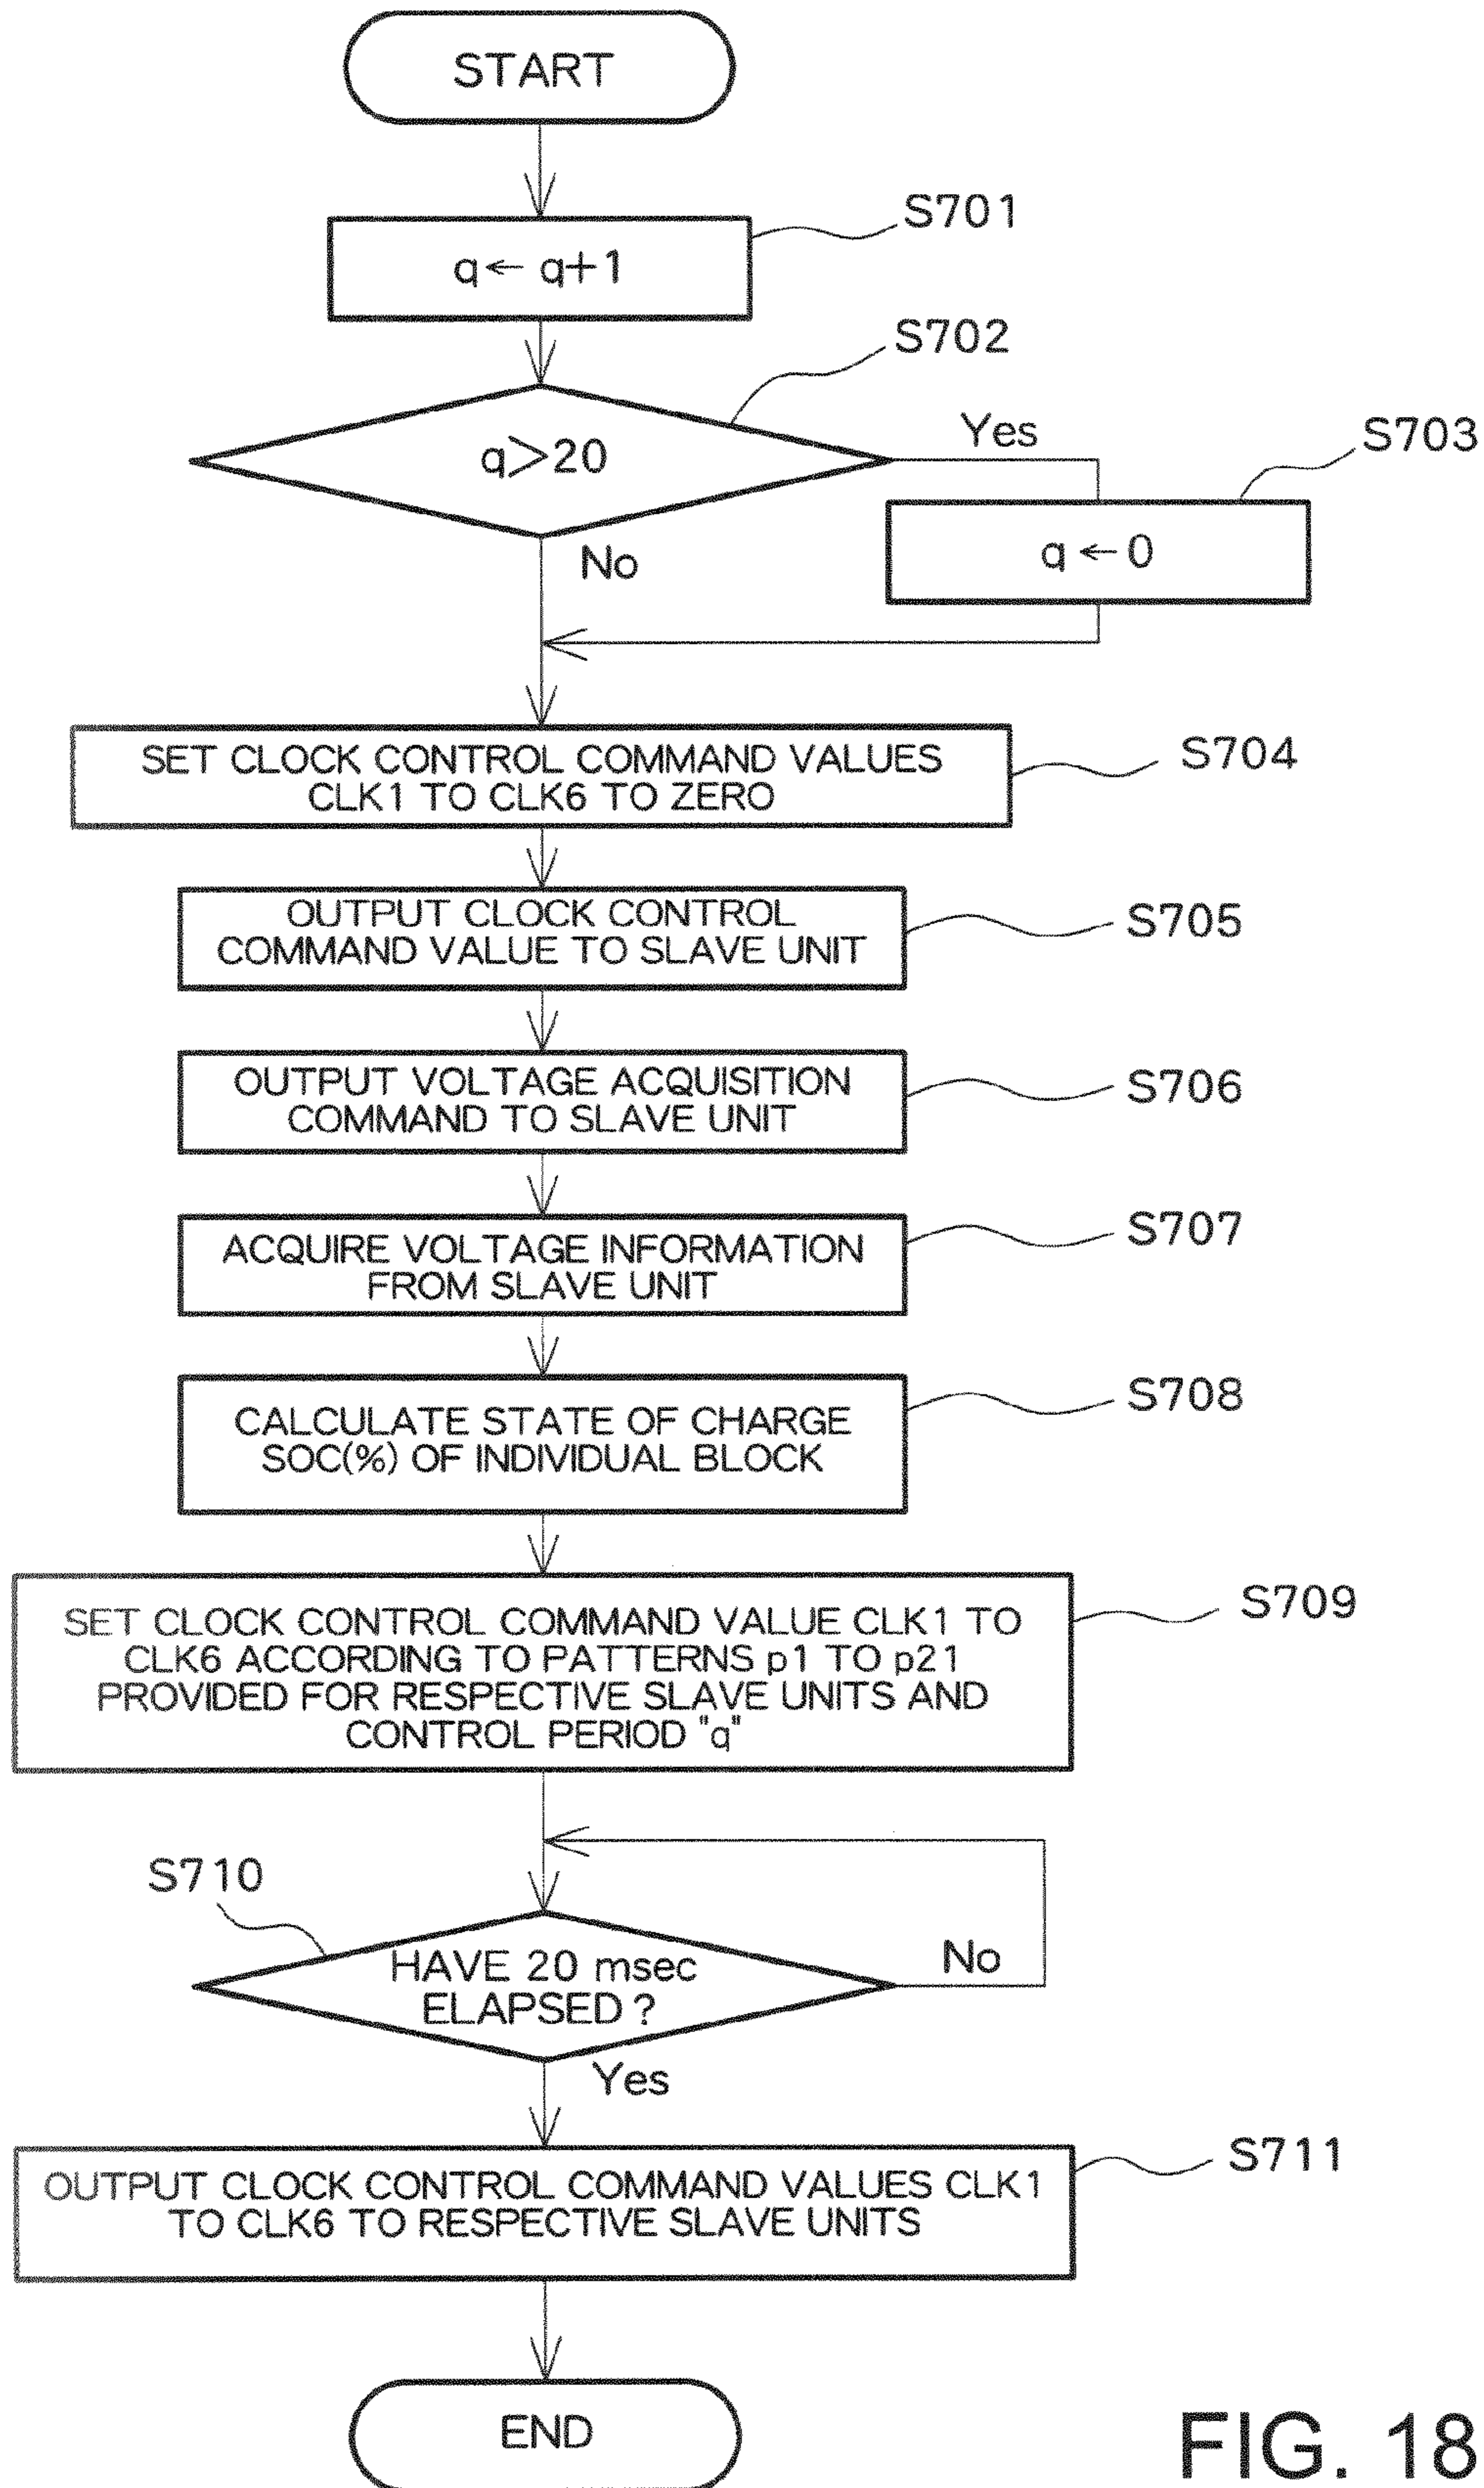 START
S701
q ← q+1
S702
q>20
Yes
S703
q ← 0
No
SET CLOCK CONTROL COMMAND VALUES
CLK1 TO CLK6 TO ZERO
S704
OUTPUT CLOCK CONTROL
COMMAND VALUE TO SLAVE UNIT
S705
OUTPUT VOLTAGE ACQUISITION
COMMAND TO SLAVE UNIT
S706
ACQUIRE VOLTAGE INFORMATION
FROM SLAVE UNIT
S707
CALCULATE STATE OF CHARGE
SOC(%) OF INDIVIDUAL BLOCK
S708
SET CLOCK CONTROL COMMAND VALUE CLK1 TO
CLK6 ACCORDING TO PATTERNS p1 TO p21
PROVIDED FOR RESPECTIVE SLAVE UNITS AND
CONTROL PERIOD "q"
S709
S710
HAVE 20 msec
ELAPSED?
No
Yes
OUTPUT CLOCK CONTROL COMMAND VALUES CLK1
TO CLK6 TO RESPECTIVE SLAVE UNITS
S711
END
FIG. 18